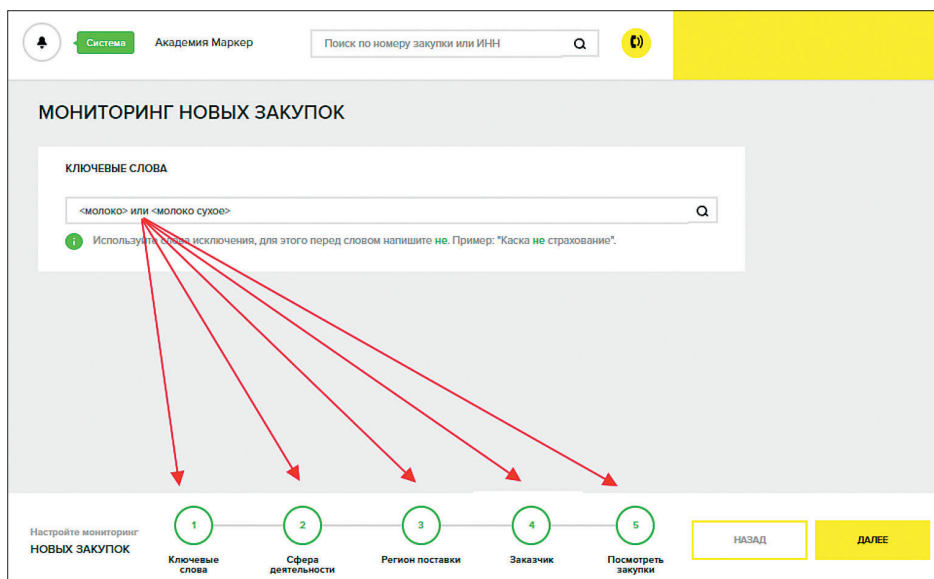 Система
Академия Маркер
Поиск по номеру закупки или ИНН
МОНИТОРИНГ НОВЫХ ЗАКУПОК
КЛЮЧЕВЫЕ СЛОВА
<молоко> или <молоко сухое>
Используйте слова исключения, для этого перед словом напишите не. Пример: "Каска не страхование".
Настройте мониторинг
НОВЫХ ЗАКУПОК
1
Ключевые
слова
2
Сфера
деятельности
3
Регион поставки
4
Заказчик
5
Посмотреть
закупки
НАЗАД
ДАЛЕЕ